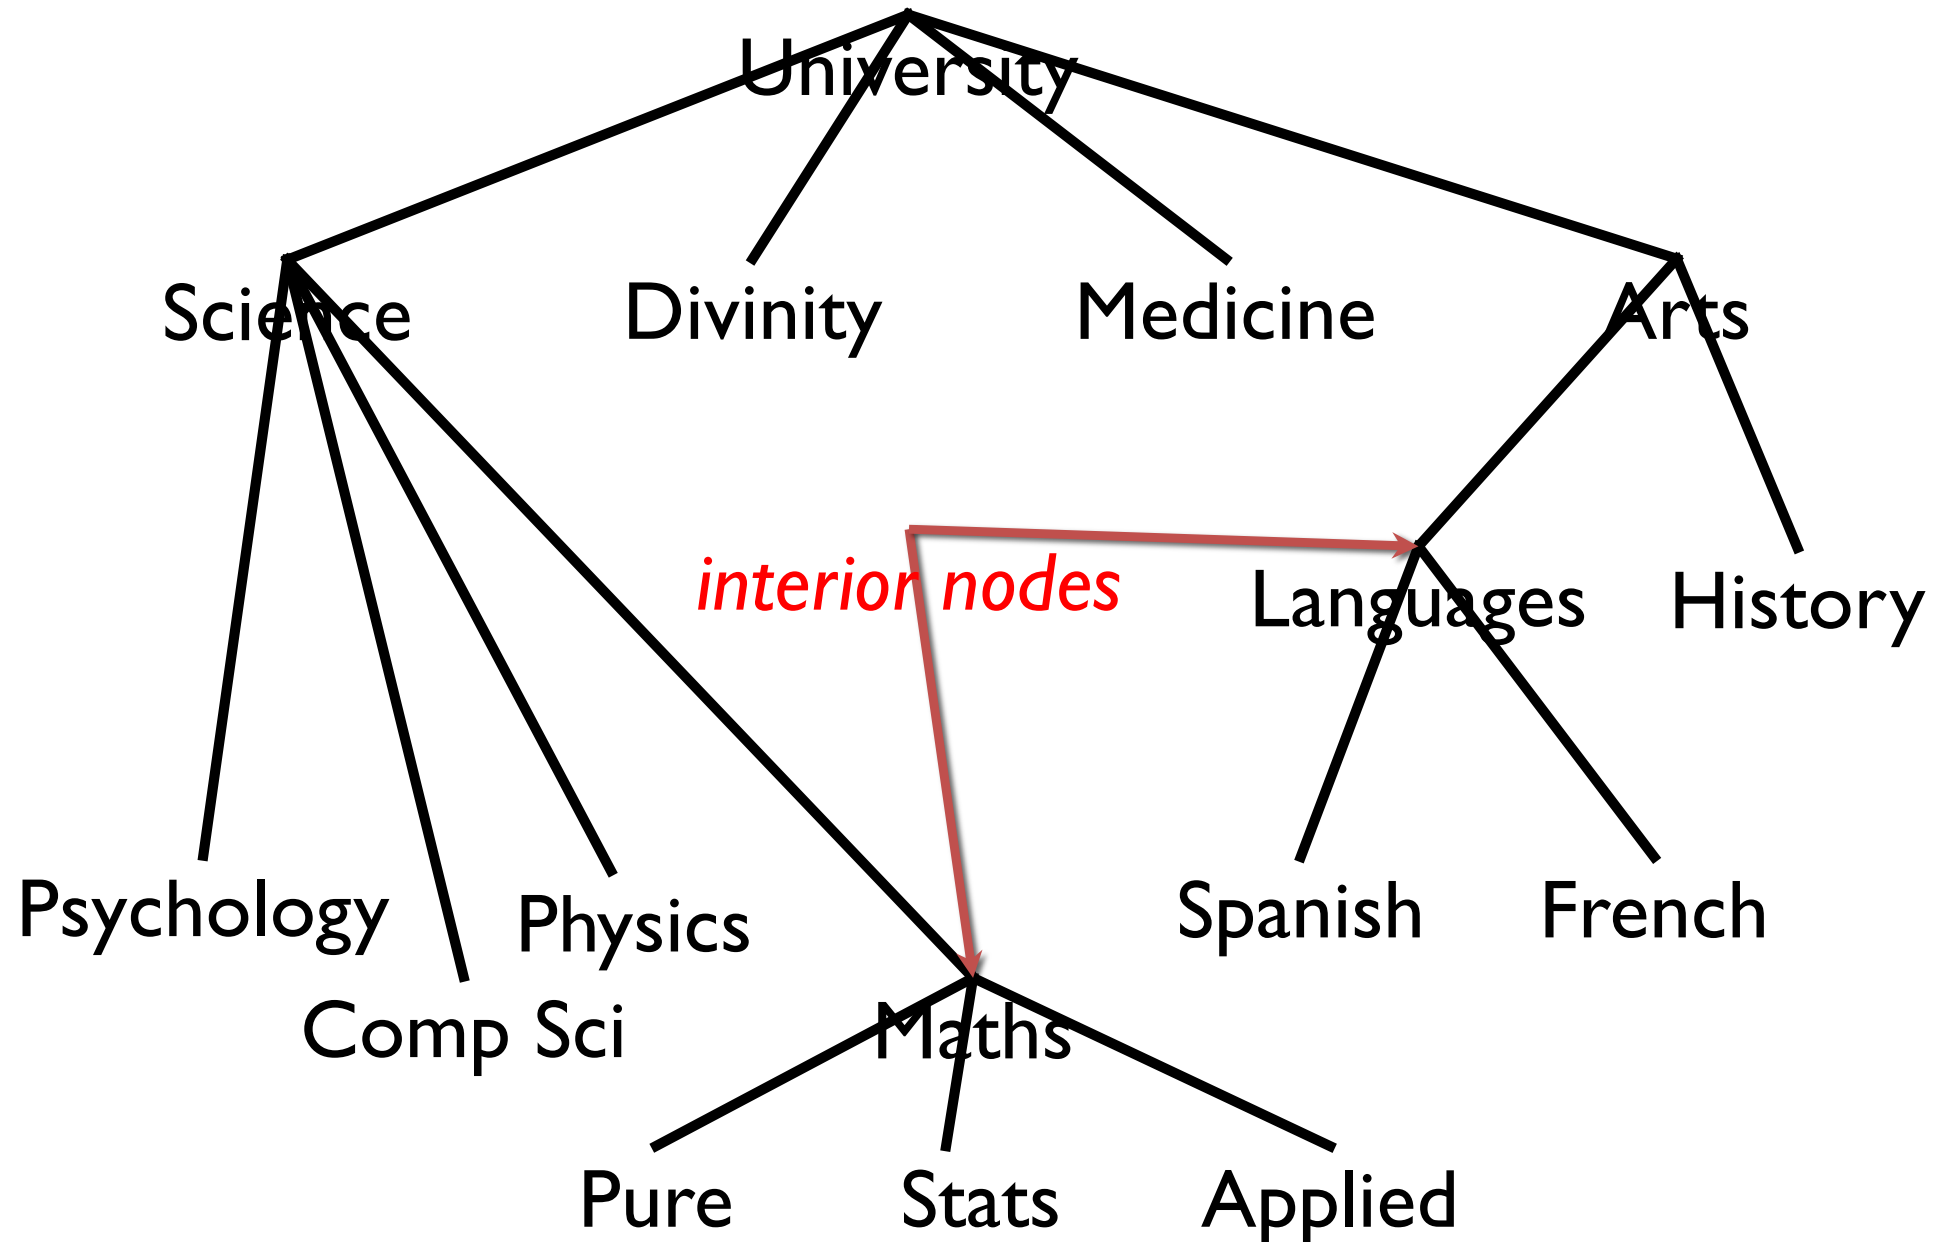 University
Science
Divinity
Medicine
Arts
interior nodes
Languages
History
Psychology
Physics
Spanish
French
Comp Sci
Maths
Pure
Stats
Applied